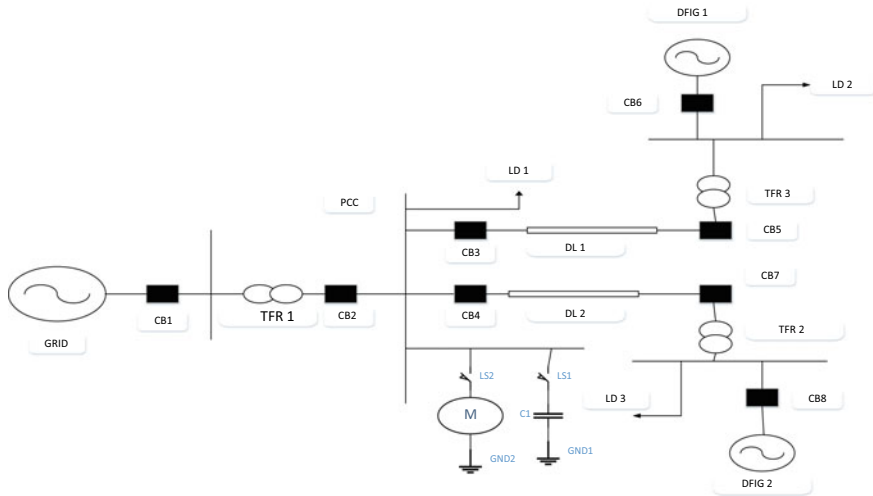 DFIG 1
LD 2
CB6
LD 1
TFR 3
PCC
CB3
DL 1
CB5
CB7
CB1
TFR 1
CB2
CB4
DL 2
GRID
TFR 2
LS2
LS1
LD 3
CB8
M
C1
GND2
GND1
DFIG 2